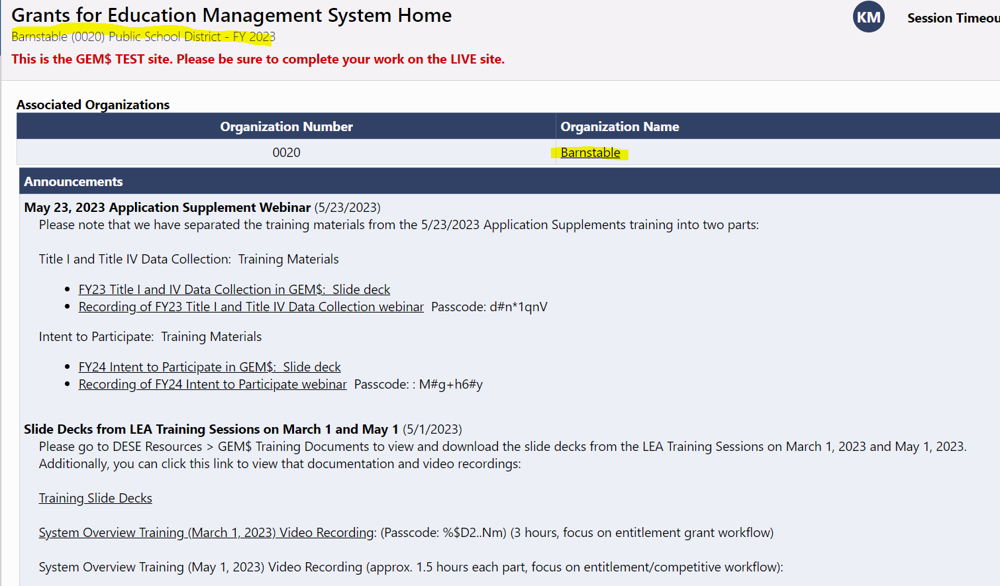 Grants for Education Management System Home
KM
Session Timeou
Barnstable (0020) Public School District - FY 2023
This is the GEM$ TEST site. Please be sure to complete your work on the LIVE site.
Associated Organizations
Organization Number Organization Name
0020 Barnstable
Announcements
May 23, 2023 Application Supplement Webinar (5/23/2023)
Please note that we have separated the training materials from the 5/23/2023 Application Supplements training into two parts:
Title I and Title IV Data Collection:  Training Materials
• FY23 Title I and IV Data Collection in GEM$:  Slide deck
• Recording of FY23 Title I and Title IV Data Collection webinar  Passcode: d#n*1qnV
Intent to Participate:  Training Materials
• FY24 Intent to Participate in GEM$:  Slide deck
• Recording of FY24 Intent to Participate webinar  Passcode: : M#g+h6#y
Slide Decks from LEA Training Sessions on March 1 and May 1 (5/1/2023)
Please go to DESE Resources > GEM$ Training Documents to view and download the slide decks from the LEA Training Sessions on March 1, 2023 and May 1, 2023.
Additionally, you can click this link to view that documentation and video recordings:
Training Slide Decks
System Overview Training (March 1, 2023) Video Recording: (Passcode: %$D2..Nm) (3 hours, focus on entitlement grant workflow)
System Overview Training (May 1, 2023) Video Recording (approx. 1.5 hours each part, focus on entitlement/competitive workflow):